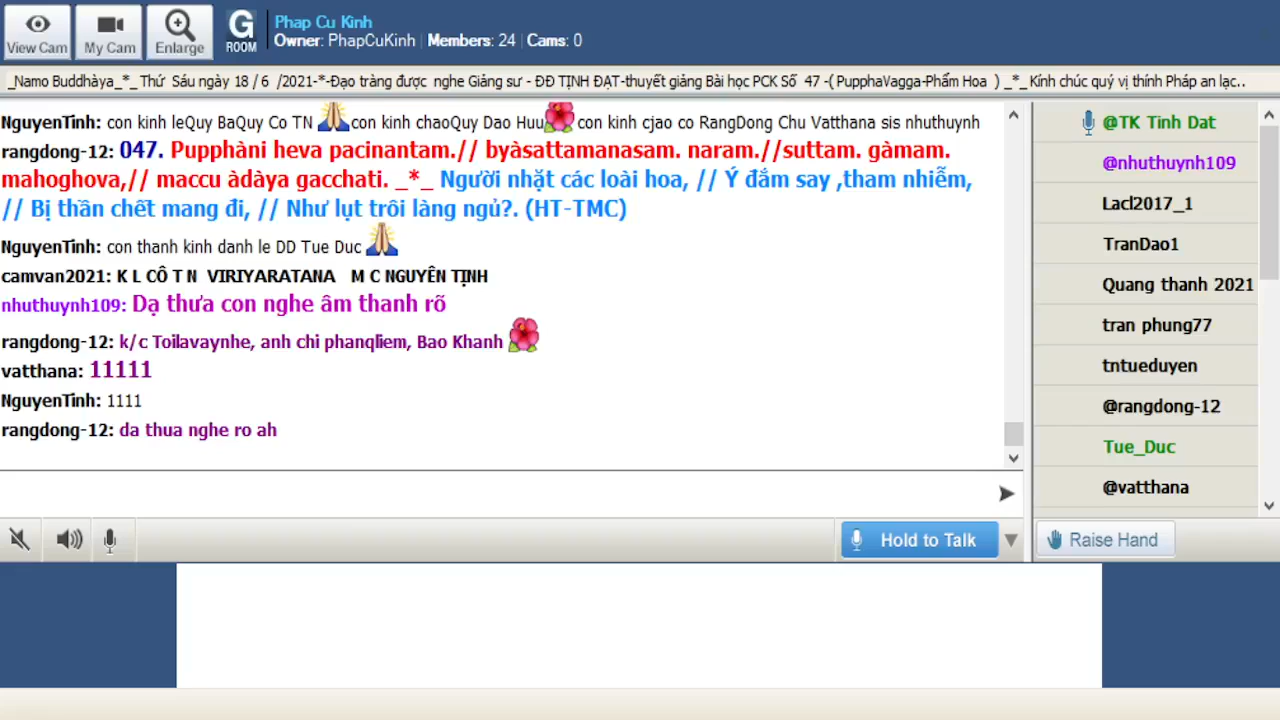 View Cam
My Cam
Enlarge
G
ROOM
Phap Cu Kinh
Owner: PhapCuKinh | Members: 24 | Cams: 0
_Namo Buddhàya_*_ Thứ Sáu ngày 18 / 6 /2021-*-Đạo tràng được nghe Giảng sư - ĐĐ TỊNH ĐẠT-thuyết giảng Bài học PCK Số 47 -( PupphaVagga-Phẩm Hoa ) _*_ Kính chúc quý vị thính Pháp an lạc..
NguyenTinh: con kinh leQuy BaQuy Co TN con kinh chaoQuy Dao Huu con kinh cjao co RangDong Chu Vatthana sis nhuthuynh
rangdong-12: 047. Pupphàni heva pacinantam.// byàsattamanasam. naram.//suttam. gàmam.
mahoghova,// maccu àdàya gacchati. _*_ Người nhặt các loài hoa, // Ý đắm say ,tham nhiễm,
// Bị thần chết mang đi, // Như lụt trôi làng ngủ?. (HT-TMC)
NguyenTinh: con thanh kinh danh le DD Tue Duc
camvan2021: K L CÔ T N VIRIYARATANA M C NGUYÊN TỊNH
nhuthuynh109: Dạ thưa con nghe âm thanh rõ
rangdong-12: k/c Toilavaynhe, anh chi phanqliem, Bao Khanh
vatthana: 11111
NguyenTinh: 1111
rangdong-12: da thua nghe ro ah
@TK Tinh Dat
@nhuthuynh109
Lacl2017_1
TranDao1
Quang thanh 2021
tran phung77
tntueduyen
@rangdong-12
Tue_Duc
@vatthana
Hold to Talk
Raise Hand